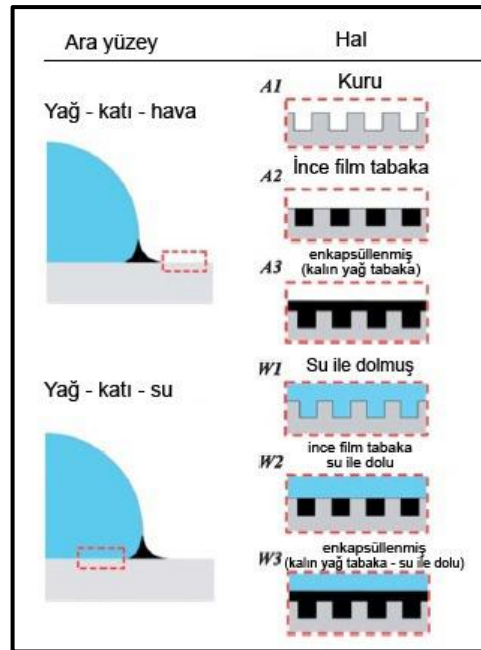 Ara yüzey
Hal
Yağ - katı - hava
A1
Kuru
A2
İnce film tabaka
A3
enkapsüllenmiş
(kalın yağ tabaka)
Yağ - katı - su
W1
Su ile dolmuş
W2
ince film tabaka
su ile dolu
W3
enkapsüllenmiş
(kalın yağ tabaka - su ile dolu)